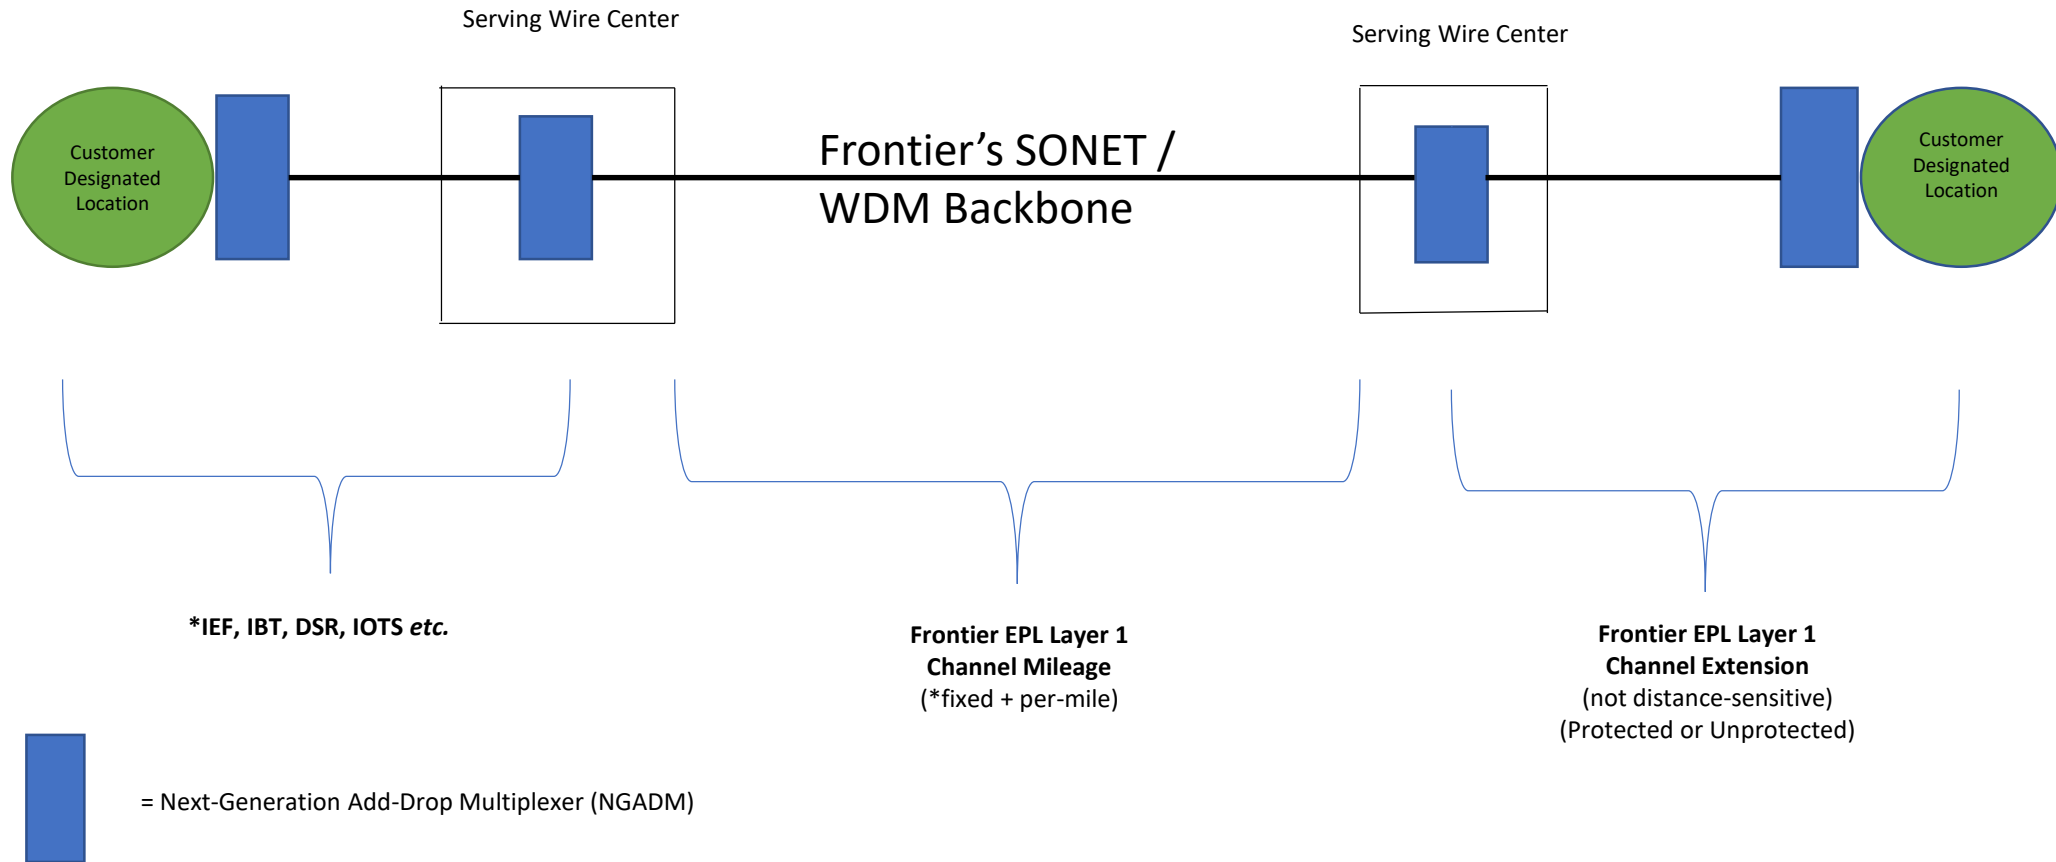 Serving Wire Center
Serving Wire Center
Customer
Designated
Location
Frontier’s SONET /
WDM Backbone
Customer
Designated
Location
*IEF, IBT, DSR, IOTS etc.
Frontier EPL Layer 1
Channel Mileage
(*fixed + per-mile)
Frontier EPL Layer 1
Channel Extension
(not distance-sensitive)
(Protected or Unprotected)
= Next-Generation Add-Drop Multiplexer (NGADM)